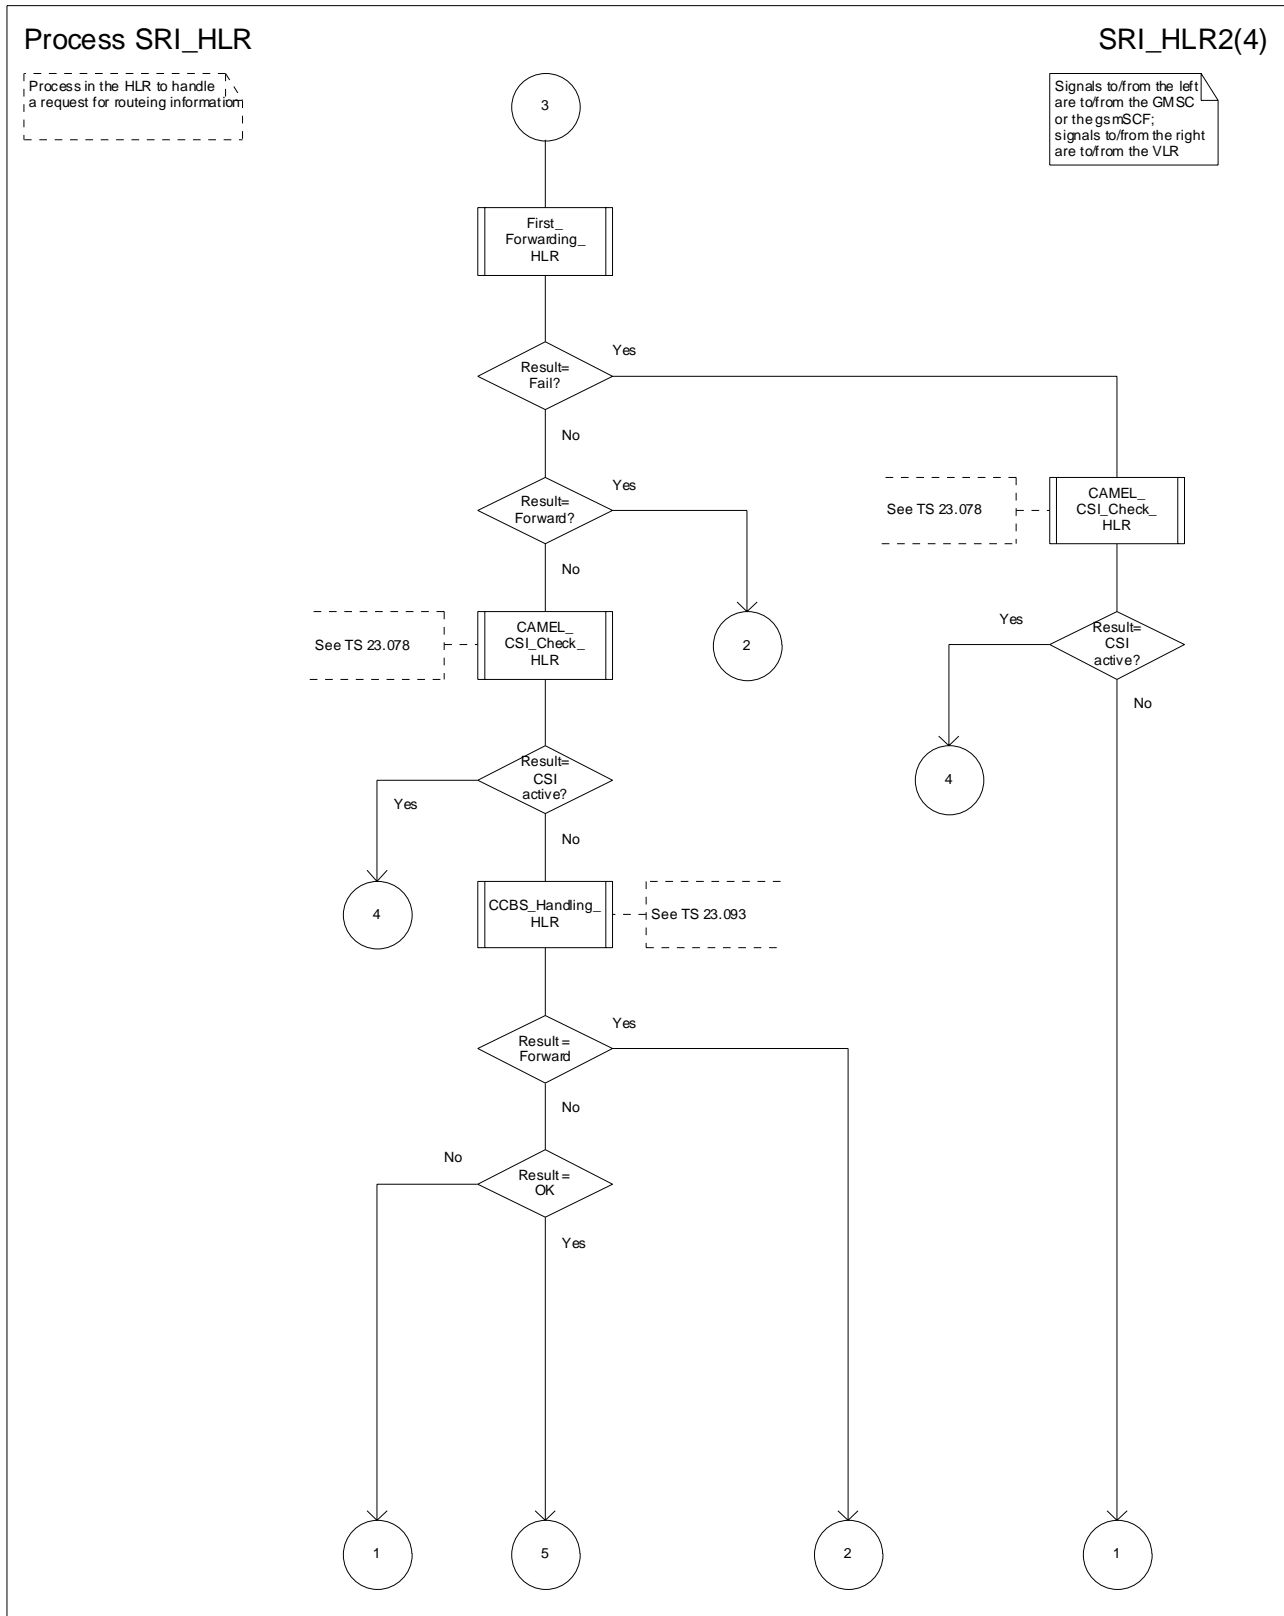 Process SRI_HLR
SRI_HLR2(4)
Process in the HLR to handle
a request for routeing information
3
Signals to/from the left
are to/from the GMSC
or the gsmSCF;
signals to/from the right
are to/from the VLR
First_
Forwarding_
HLR
Result=
Fail?
Yes
No
Result=
Forward?
Yes
No
See TS 23.078
CAMEL_
CSI_Check_
HLR
See TS 23.078
CAMEL_
CSI_Check_
HLR
2
Yes
Result=
CSI
active?
No
4
Result=
CSI
active?
Yes
No
4
CCBS_Handling_
HLR
See TS 23.093
Result=
Forward
Yes
No
Result=
OK
No
Yes
1
5
2
1